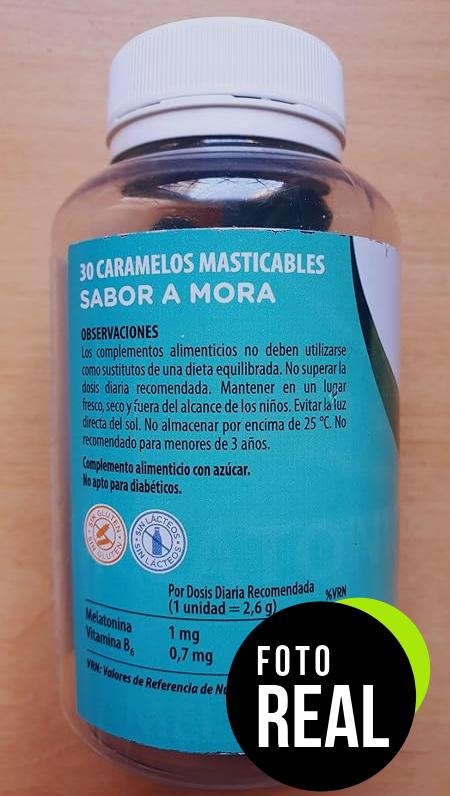 30 CARAMELOS MASTICABLES
SABOR A MORA
OBSERVACIONES
Los complementos alimenticios no deben utilizarse
como sustitutos de una dieta equilibrada. No superar la
dosis diaria recomendada. Mantener en un lugar
fresco, seco y fuera del alcance de los niños. Evitar la luz
directa del sol. No almacenar por encima de 25 °C. No
recomendado para menores de 3 años.
Complemento alimenticio con azúcar.
No apto para diabéticos.
SIN GLUTEN
SIN GLUTEN
SIN LÁCTEOS
SIN LÁCTEOS
Por Dosis Diaria Recomendada %VRN
(1 unidad = 2,6 g)
Melatonina 1 mg
Vitamina B6 0,7 mg
VRN: Valores de Referencia de
FOTO
REAL